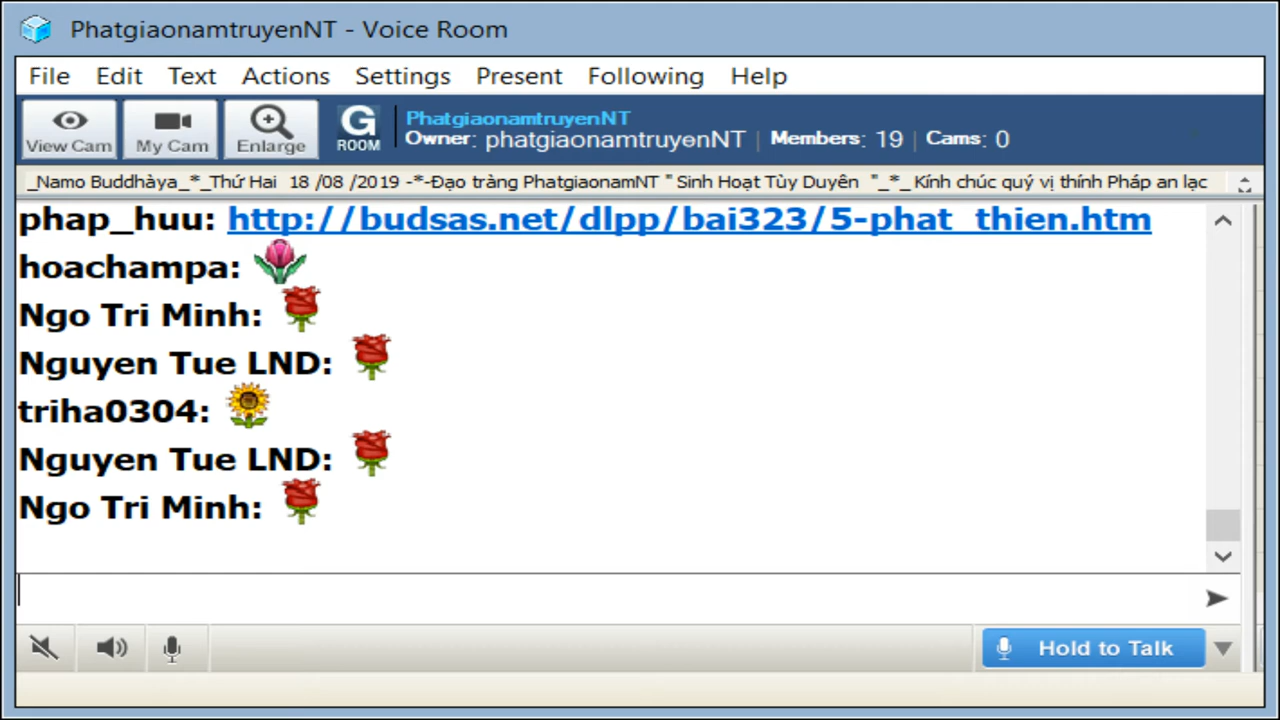 PhatgiaonamtruyenNT - Voice Room
File Edit Text Actions Settings Present Following Help
View Cam My Cam Enlarge G ROOM
PhatgiaonamtruyenNT
Owner: phatgiaonamtruyenNT | Members: 19 | Cams: 0
_Namo Buddhàya_*_Thứ Hai 18 /08 /2019 -*-Đạo tràng PhatgiaonamNT " Sinh Hoạt Tùy Duyên "_*_ Kính chúc quý vị thính Pháp an lạc
phap_huu: http://budsas.net/dlpp/bai323/5-phat_thien.htm
hoachampa:
Ngo Tri Minh:
Nguyen Tue LND:
triha0304:
Nguyen Tue LND:
Ngo Tri Minh:
Hold to Talk